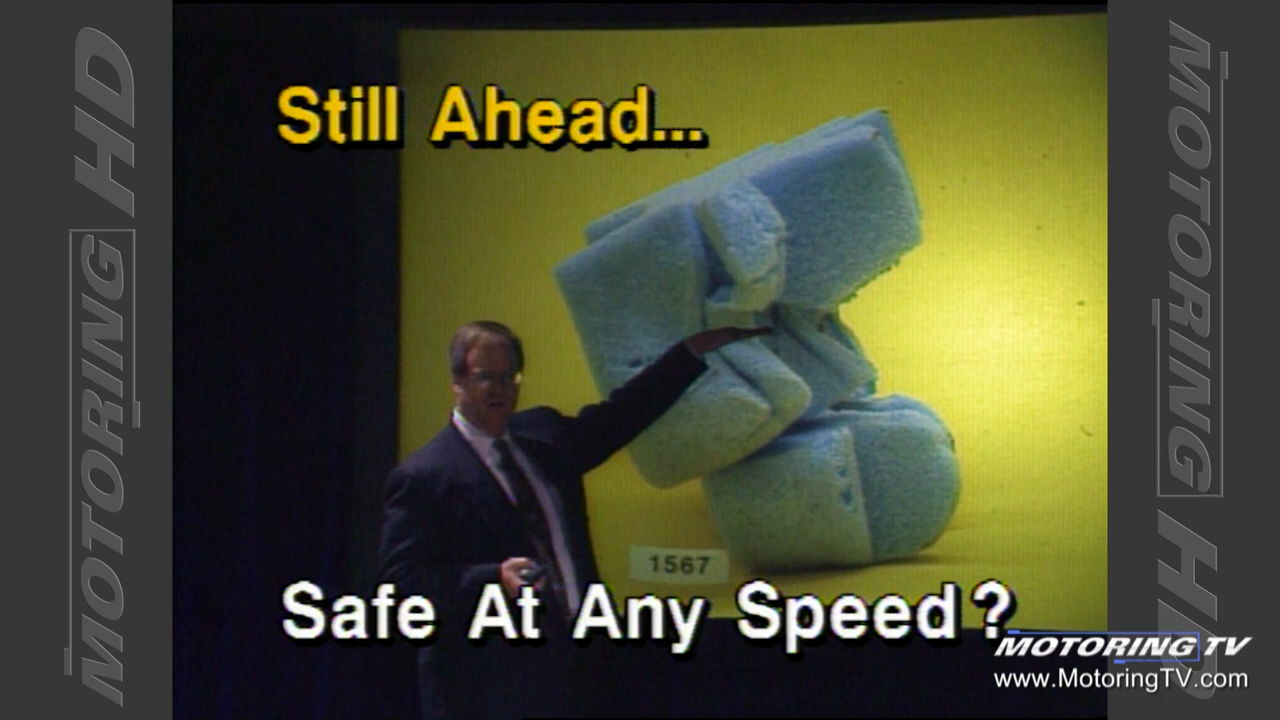 MOTORING HD
Still Ahead...
1567
Safe At Any Speed?
MOTORING TV
www.MotoringTV.com
MOTORING HD